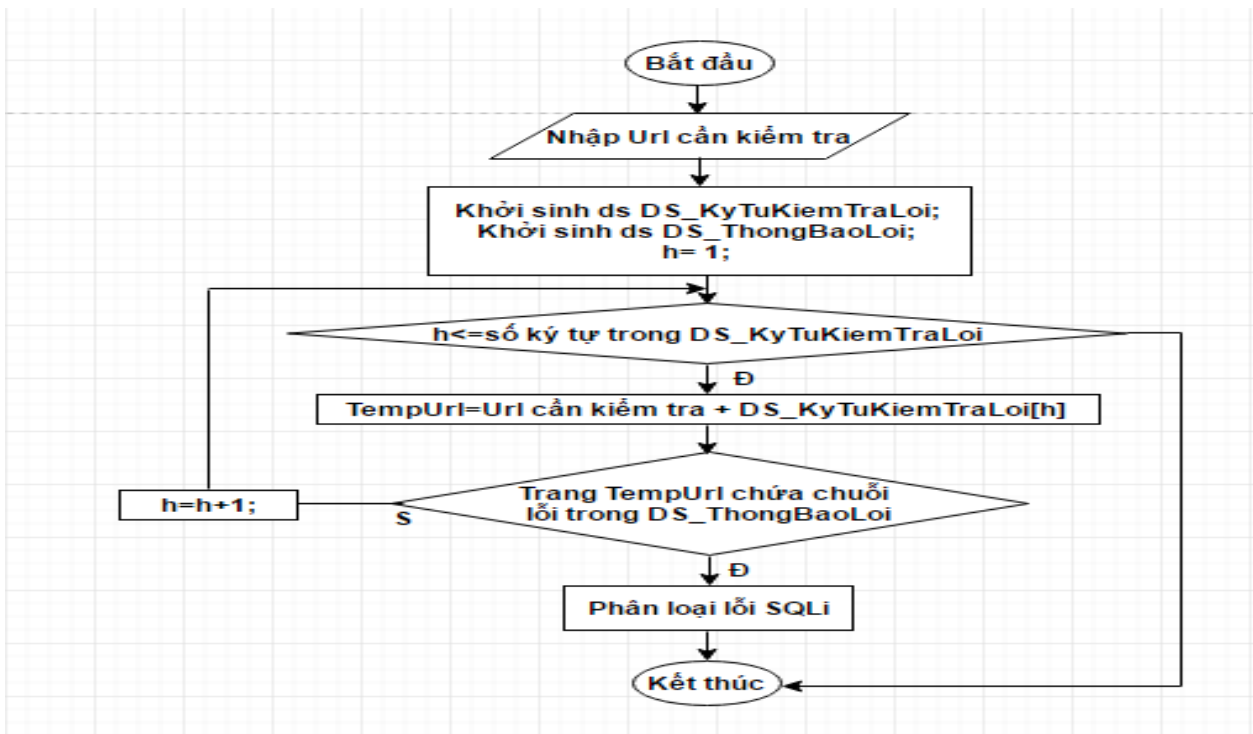 Bắt đầu
Nhập Url cần kiểm tra
Khởi sinh ds DS_KyTuKiemTraLoi;
Khởi sinh ds DS_ThongBaoLoi;
h= 1;
h<=số ký tự trong DS_KyTuKiemTraLoi
Đ
TempUrl=Url cần kiểm tra + DS_KyTuKiemTraLoi[h]
Trang TempUrl chứa chuỗi
lỗi trong DS_ThongBaoLoi
h=h+1;
S
Đ
Phân loại lỗi SQLi
Kết thúc